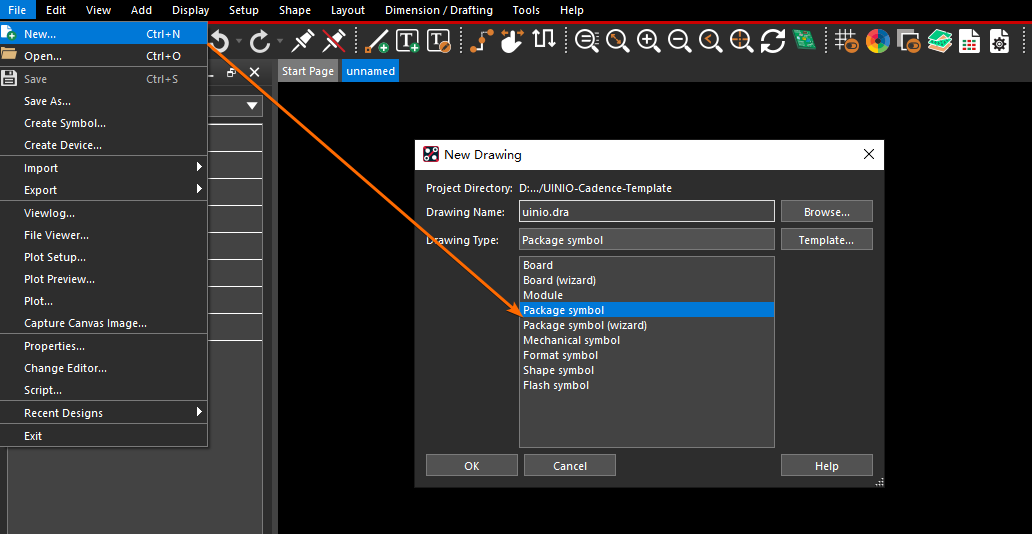 File Edit View Add Display Setup Shape Layout Dimension / Drafting Tools Help
New... Ctrl+N
Open... Ctrl+O
Save Ctrl+S
Save As...
Create Symbol...
Create Device...
Import
Export
Viewlog...
File Viewer...
Plot Setup...
Plot Preview...
Plot...
Capture Canvas Image...
Properties...
Change Editor...
Script...
Recent Designs
Exit
Start Page unnamed
New Drawing
Project Directory: D:.../UINIO-Cadence-Template
Drawing Name: uinio.dra Browse...
Drawing Type: Package symbol Template...
Board
Board (wizard)
Module
Package symbol
Package symbol (wizard)
Mechanical symbol
Format symbol
Shape symbol
Flash symbol
OK Cancel Help